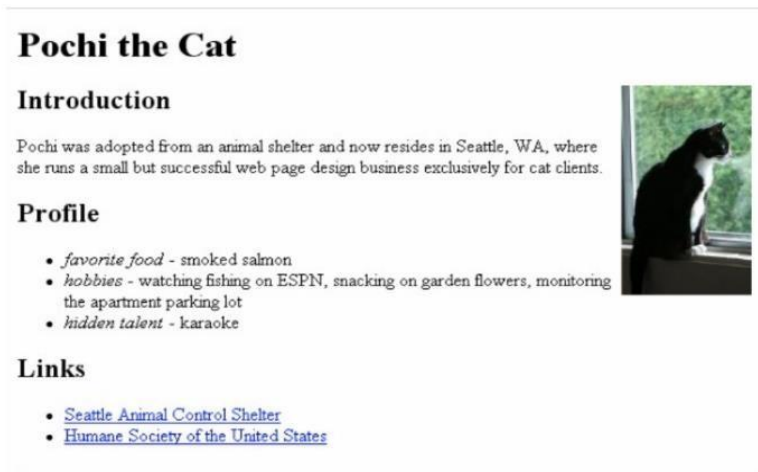 Pochi the Cat
Introduction
Pochi was adopted from an animal shelter and now resides in Seattle, WA, where
she runs a small but successful web page design business exclusively for cat clients.
Profile
• favorite food - smoked salmon
• hobbies - watching fishing on ESPN, snacking on garden flowers, monitoring
the apartment parking lot
• hidden talent - karaoke
Links
• Seattle Animal Control Shelter
• Humane Society of the United States